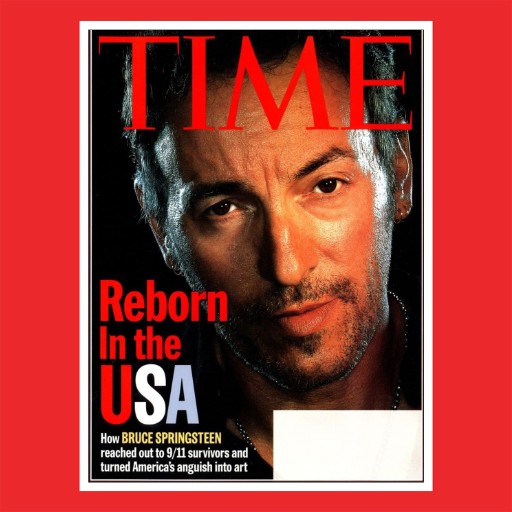 TIME
Reborn
In the
USA
How BRUCE SPRINGSTEEN
reached out to 9/11 survivors and
turned America's anguish into art